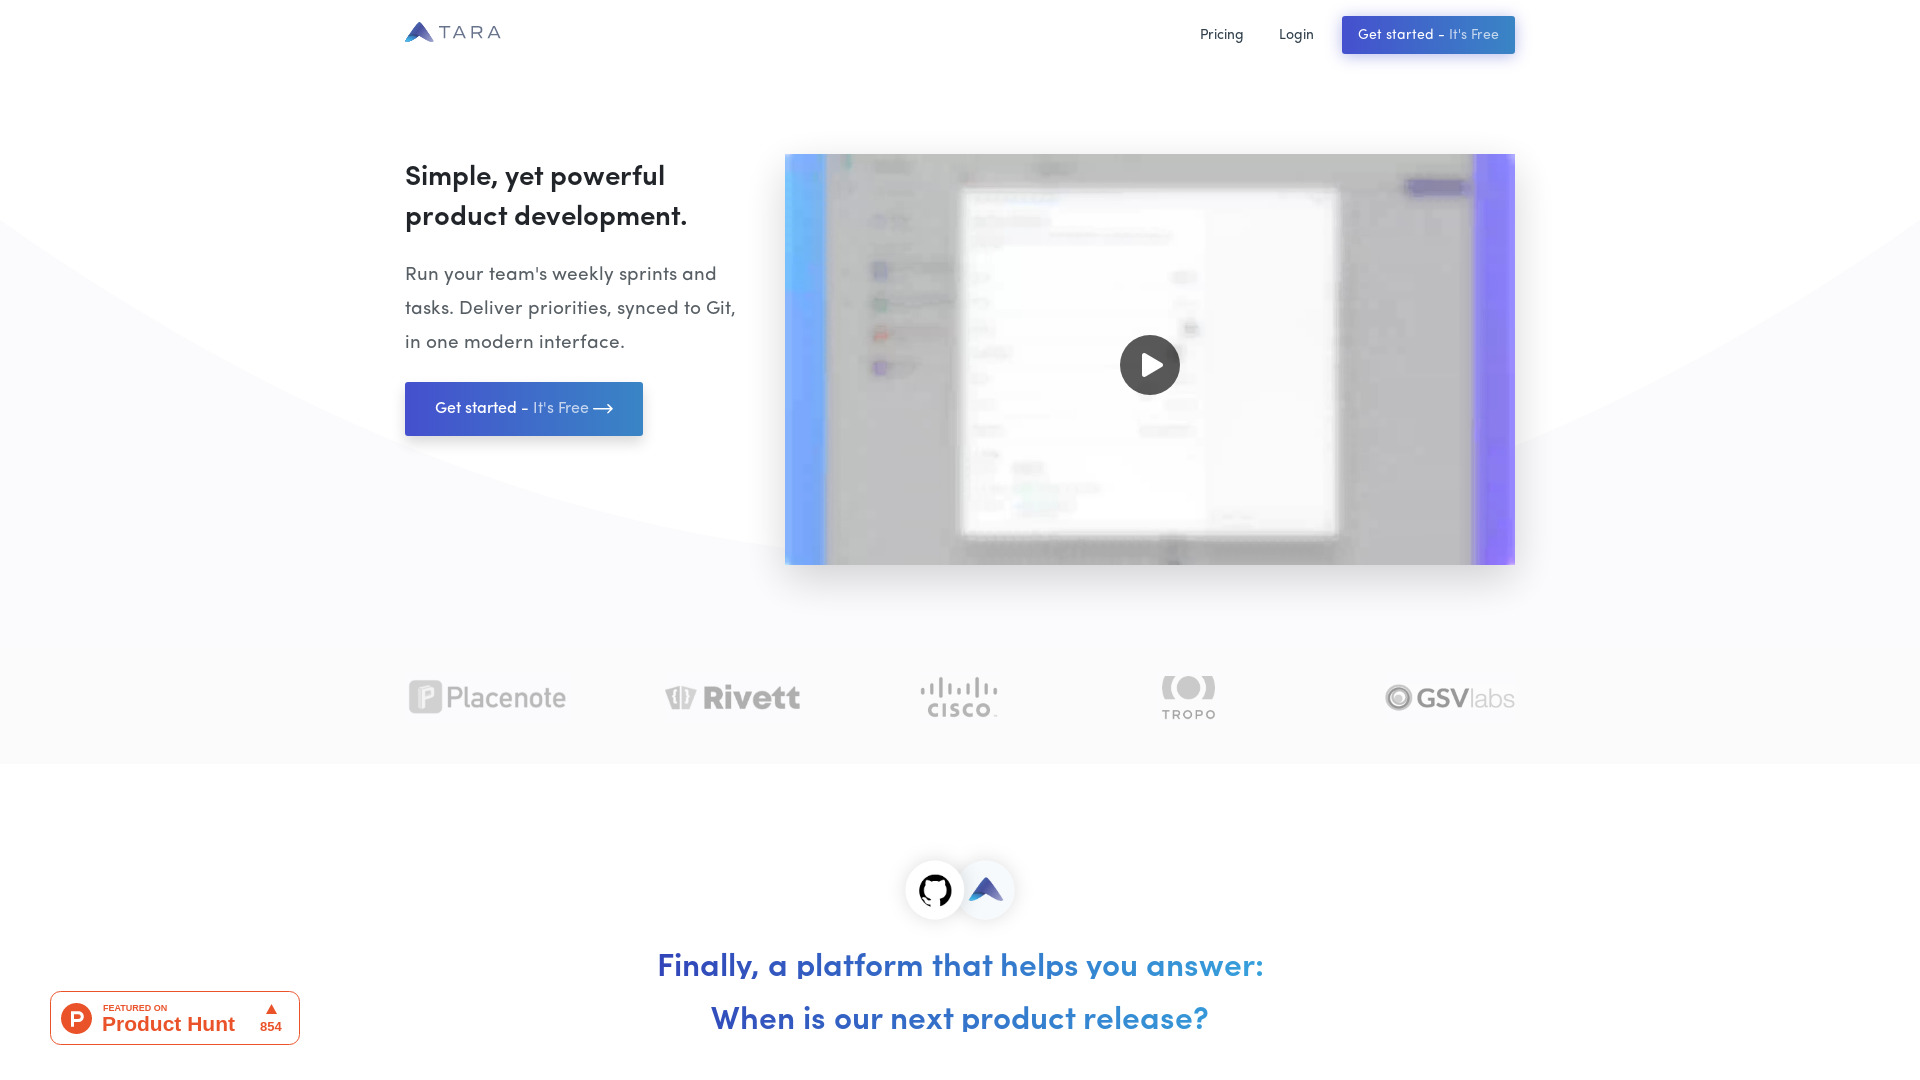 TARA
Pricing
Login
Get started - It's Free
Simple, yet powerful
product development.
Run your team's weekly sprints and
tasks. Deliver priorities, synced to Git,
in one modern interface.
Get started - It's Free
Placenote
Rivett
CISCO
TROPO
GSVlabs
Finally, a platform that helps you answer:
When is our next product release?
FEATURED ON
Product Hunt
854